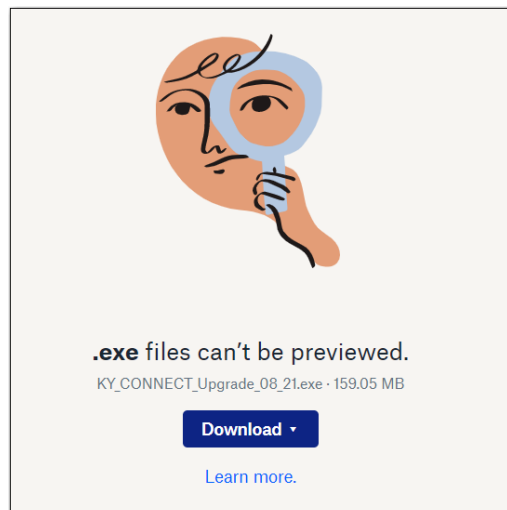 .exe files can't be previewed.
KY_CONNECT_Upgrade_08_21.exe · 159.05 MB
Download
Learn more.